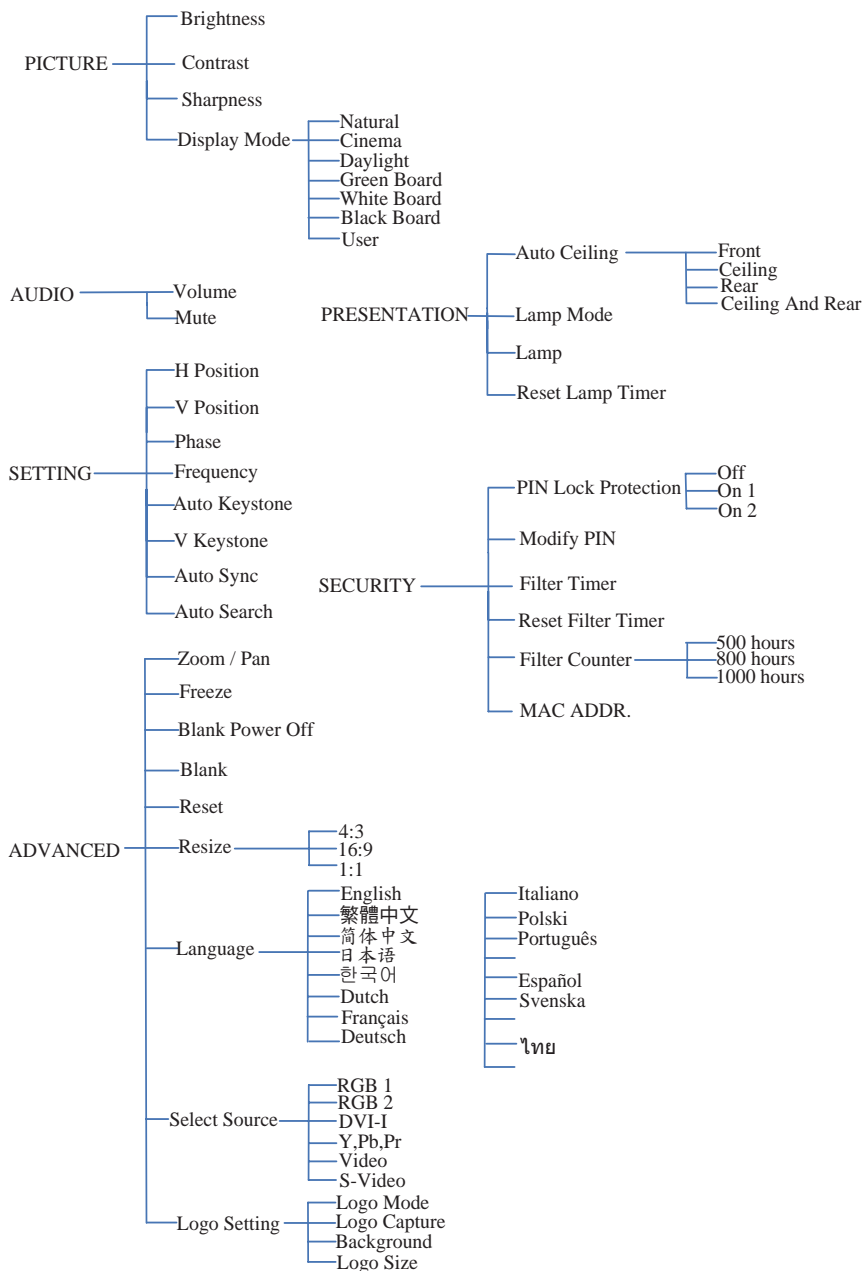 PICTURE
Brightness
Contrast
Sharpness
Display Mode
Natural
Cinema
Daylight
Green Board
White Board
Black Board
User
AUDIO
Volume
Mute
SETTING
H Position
V Position
Phase
Frequency
Auto Keystone
V Keystone
Auto Sync
Auto Search
ADVANCED
Zoom / Pan
Freeze
Blank Power Off
Blank
Reset
Resize
4:3
16:9
1:1
Language
English
繁體中文
简体中文
日本语
한국어
Dutch
Français
Deutsch
Italiano
Polski
Português
Español
Svenska
ไทย
Select Source
RGB 1
RGB 2
DVI-I
Y,Pb,Pr
Video
S-Video
Logo Setting
Logo Mode
Logo Capture
Background
Logo Size
PRESENTATION
Auto Ceiling
Front
Ceiling
Rear
Ceiling And Rear
Lamp Mode
Lamp
Reset Lamp Timer
SECURITY
PIN Lock Protection
Off
On 1
On 2
Modify PIN
Filter Timer
Reset Filter Timer
Filter Counter
500 hours
800 hours
1000 hours
MAC ADDR.